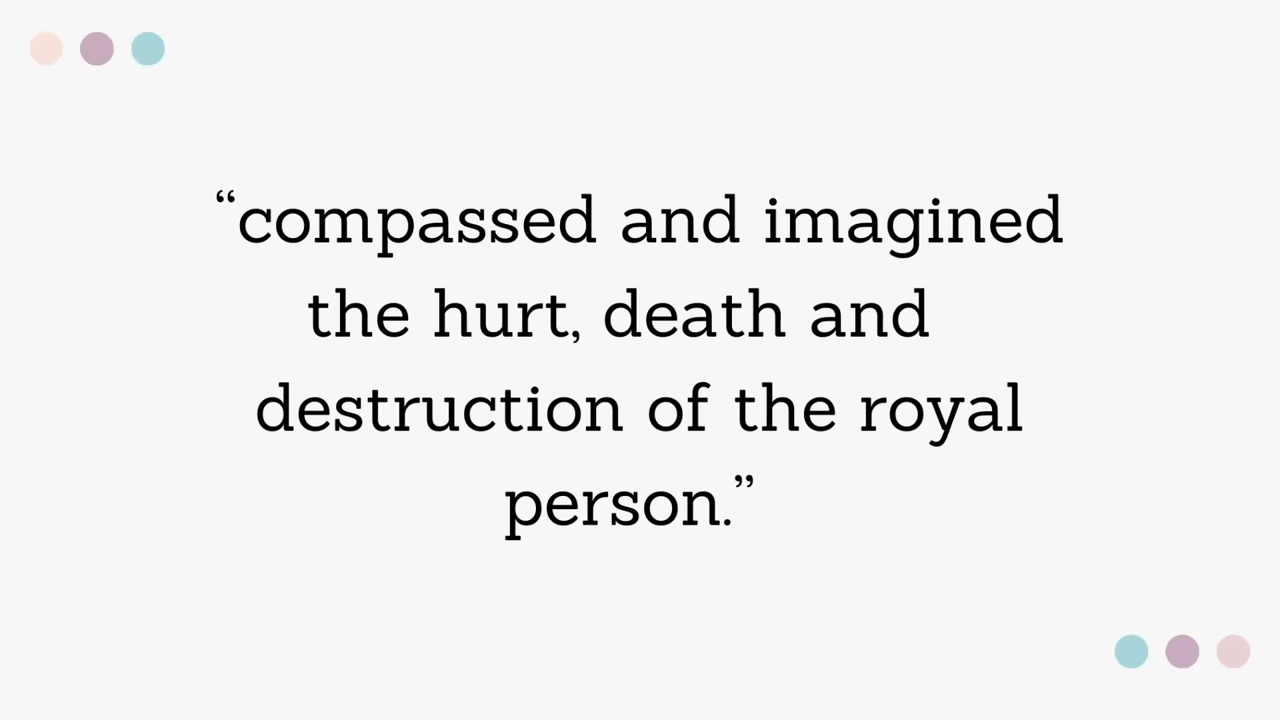 “compassed and imagined
the hurt, death and
destruction of the royal
person.”